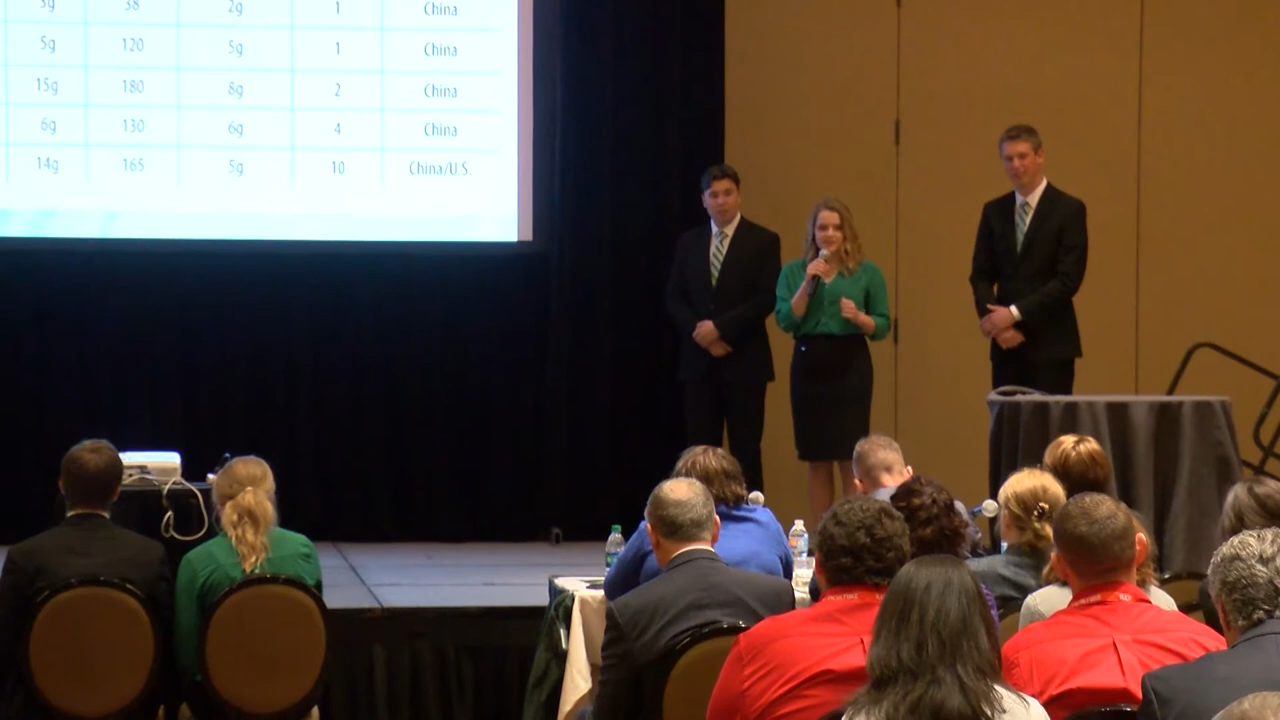 5g 38 2g 1 China
5g 120 5g 1 China
15g 180 8g 2 China
6g 130 6g 4 China
14g 165 5g 10 China/U.S.